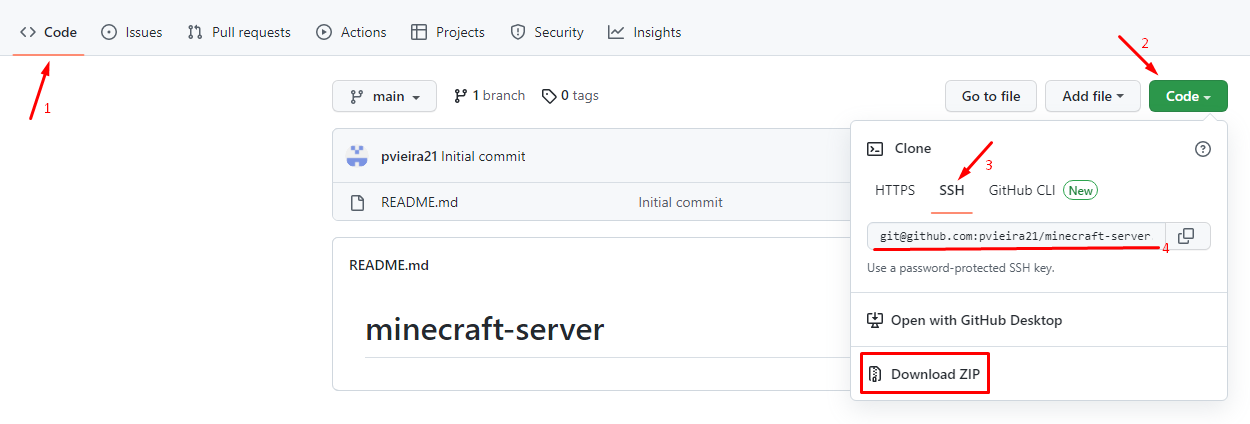 Code Issues Pull requests Actions Projects Security Insights
2
1
main 1 branch 0 tags Go to file Add file Code
pvieira21 Initial commit
README.md Initial commit
README.md
minecraft-server
Clone
3
HTTPS SSH GitHub CLI New
git@github.com:pvieira21/minecraft-server
4
Use a password-protected SSH key.
Open with GitHub Desktop
Download ZIP